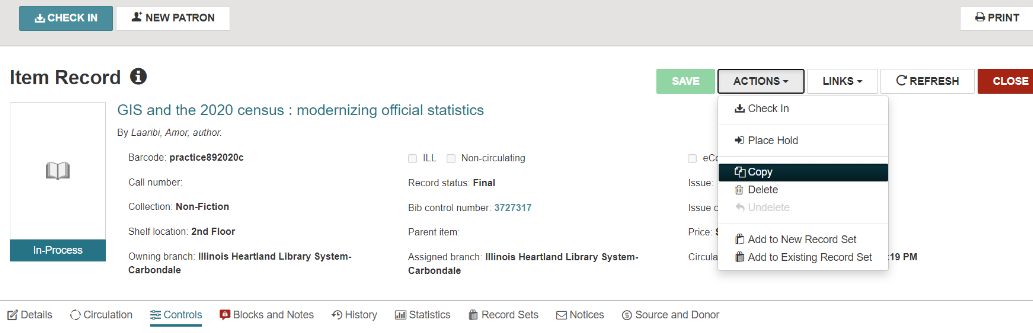 CHECK IN NEW PATRON PRINT
Item Record
SAVE ACTIONS LINKS REFRESH CLOSE
GIS and the 2020 census : modernizing official statistics
By Laaribi, Amor, author.
Barcode: practice892020c
ILL Non-circulating
Call number:
Record status: Final
Issue:
Collection: Non-Fiction
Bib control number: 3727317
Shelf location: 2nd Floor
Parent item:
Price:
In-Process
Owning branch: Illinois Heartland Library System-
Carbondale
Assigned branch: Illinois Heartland Library System-
Carbondale
:19 PM
Check In
Place Hold
Copy
Delete
Undelete
Add to New Record Set
Add to Existing Record Set
Details Circulation Controls Blocks and Notes History Statistics Record Sets Notices Source and Donor